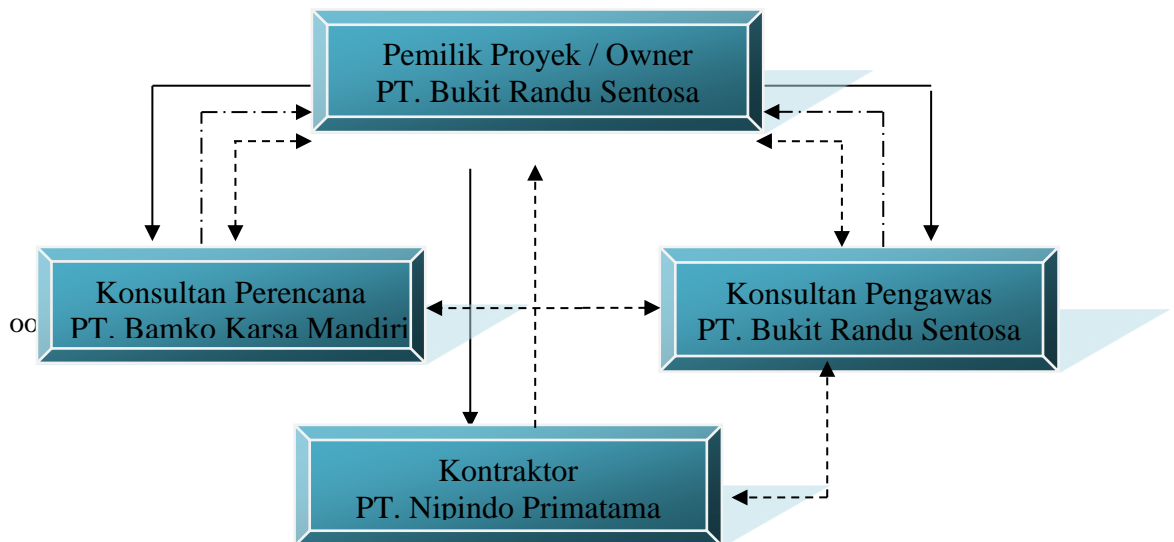 Pemilik Proyek / Owner
PT. Bukit Randu Sentosa
Konsultan Perencana
PT. Bamko Karsa Mandiri
Konsultan Pengawas
PT. Bukit Randu Sentosa
Kontraktor
PT. Nipindo Primatama